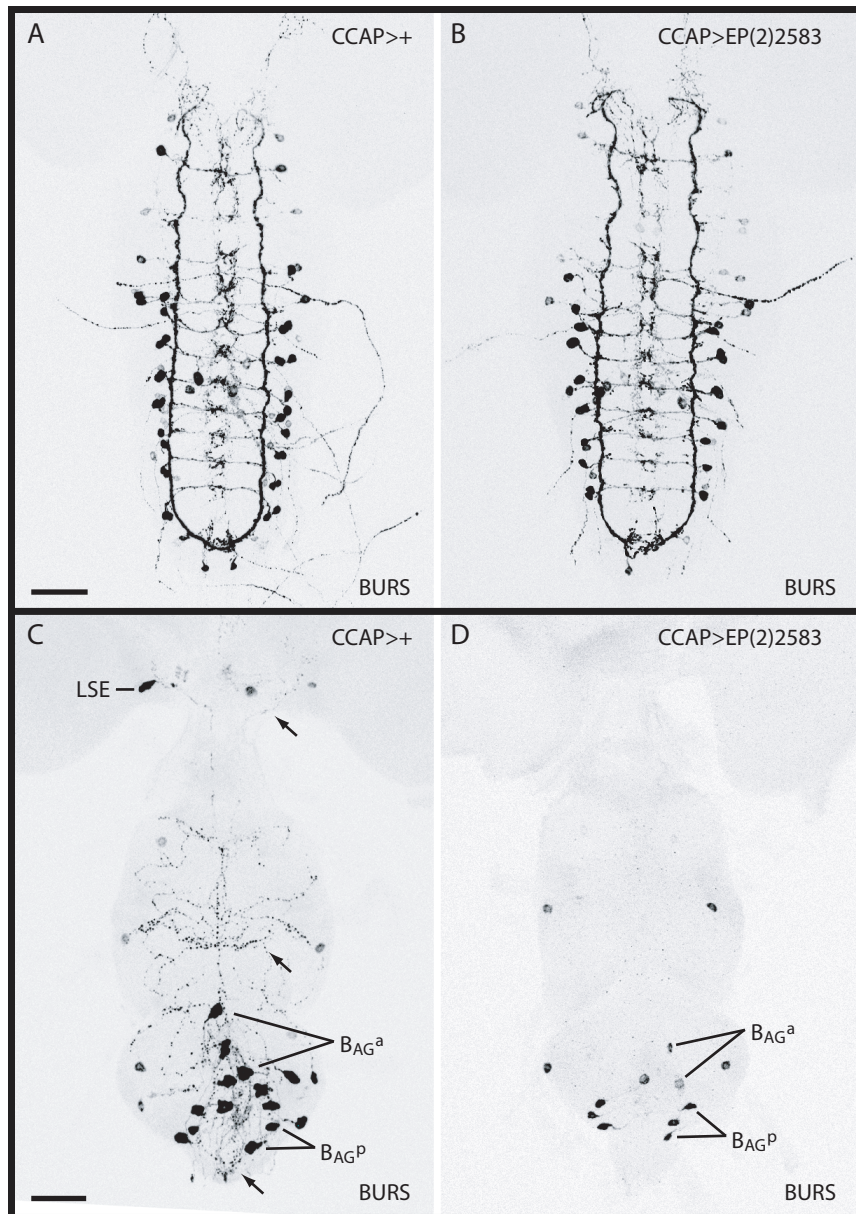 A CCAP>+
BURS
B CCAP>EP(2)2583
BURS
C CCAP>+
LSE
BAGa
BAGp
BURS
D CCAP>EP(2)2583
BAGa
BAGp
BURS